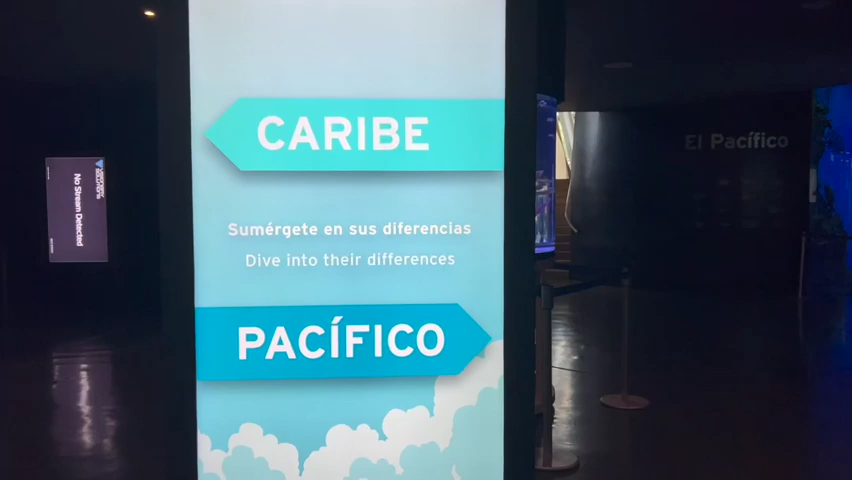 CARIBE
Sumérgete en sus diferencias
Dive into their differences
PACÍFICO
No Stream Detected
El Pacífico